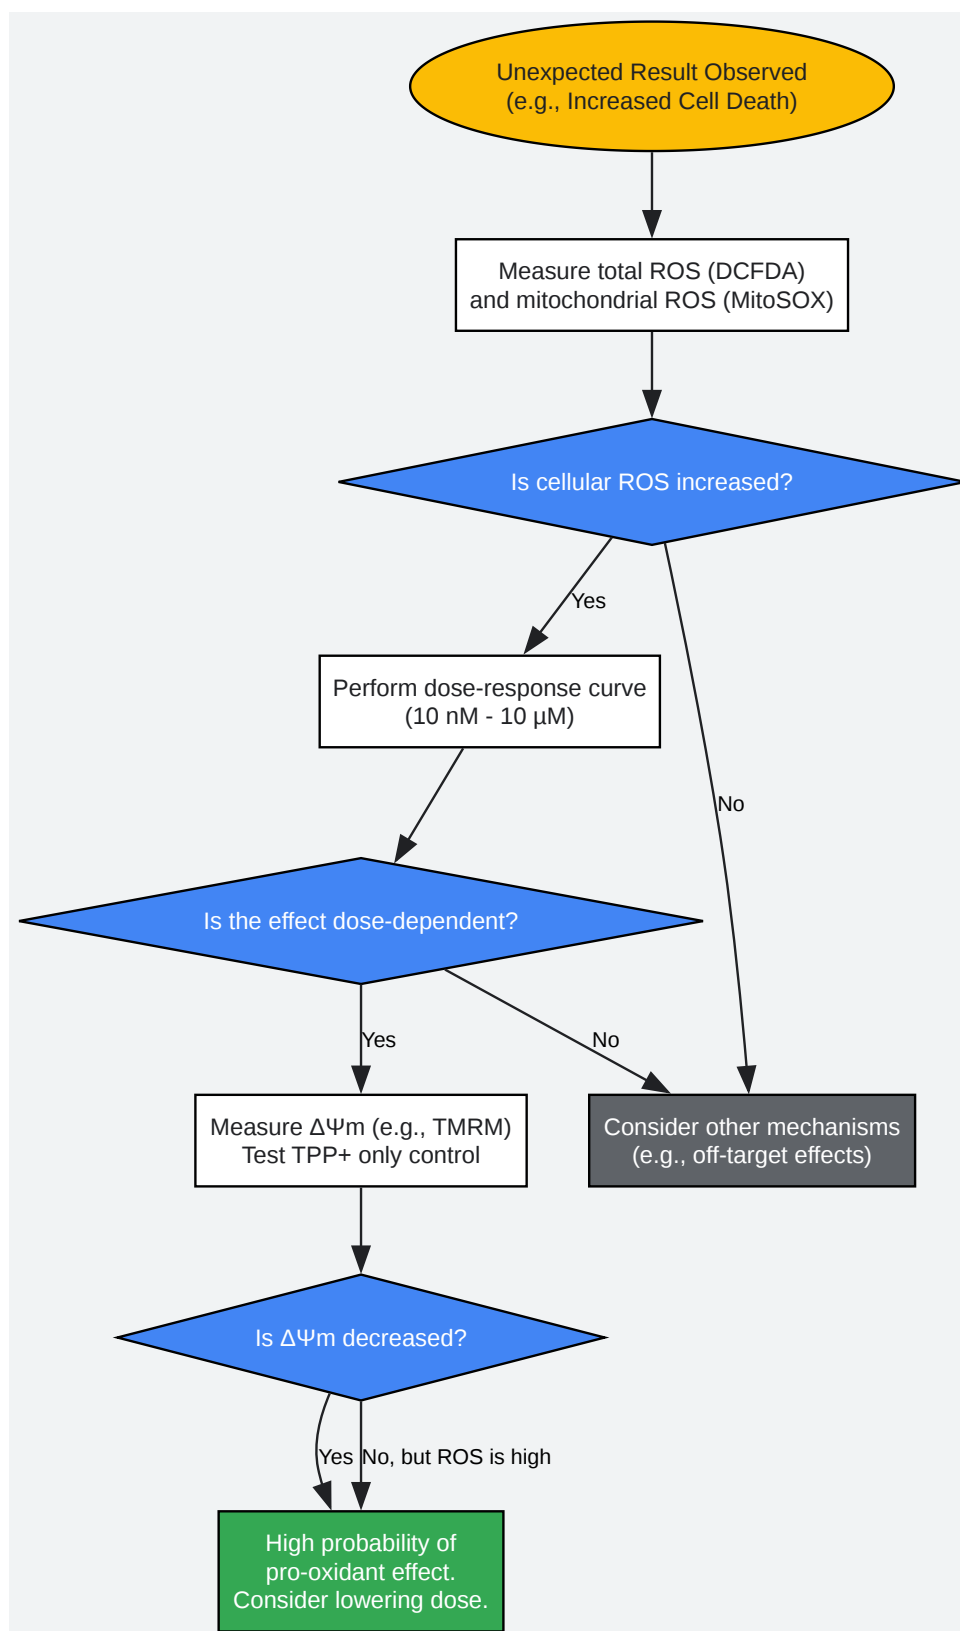 Unexpected Result Observed
(e.g., Increased Cell Death)
Measure total ROS (DCFDA)
and mitochondrial ROS (MitoSOX)
Is cellular ROS increased?
Yes
Perform dose-response curve
(10 nM - 10 µM)
No
Is the effect dose-dependent?
Yes
No
Measure ΔΨm (e.g., TMRM)
Test TPP+ only control
Consider other mechanisms
(e.g., off-target effects)
Is ΔΨm decreased?
Yes
No, but ROS is high
High probability of
pro-oxidant effect.
Consider lowering dose.